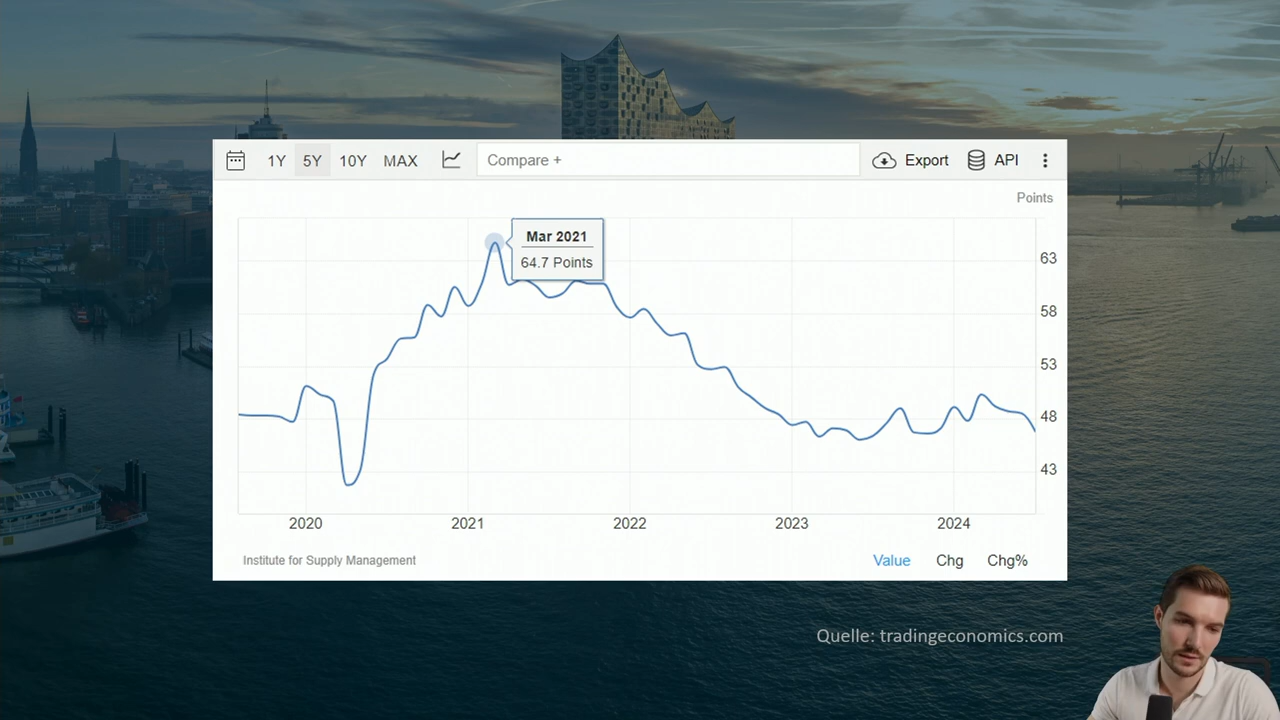 1Y 5Y 10Y MAX Compare + Export API
Points
Mar 2021
64.7 Points
63
58
53
48
43
2020 2021 2022 2023 2024
Institute for Supply Management Value Chg Chg%
Quelle: tradingeconomics.com